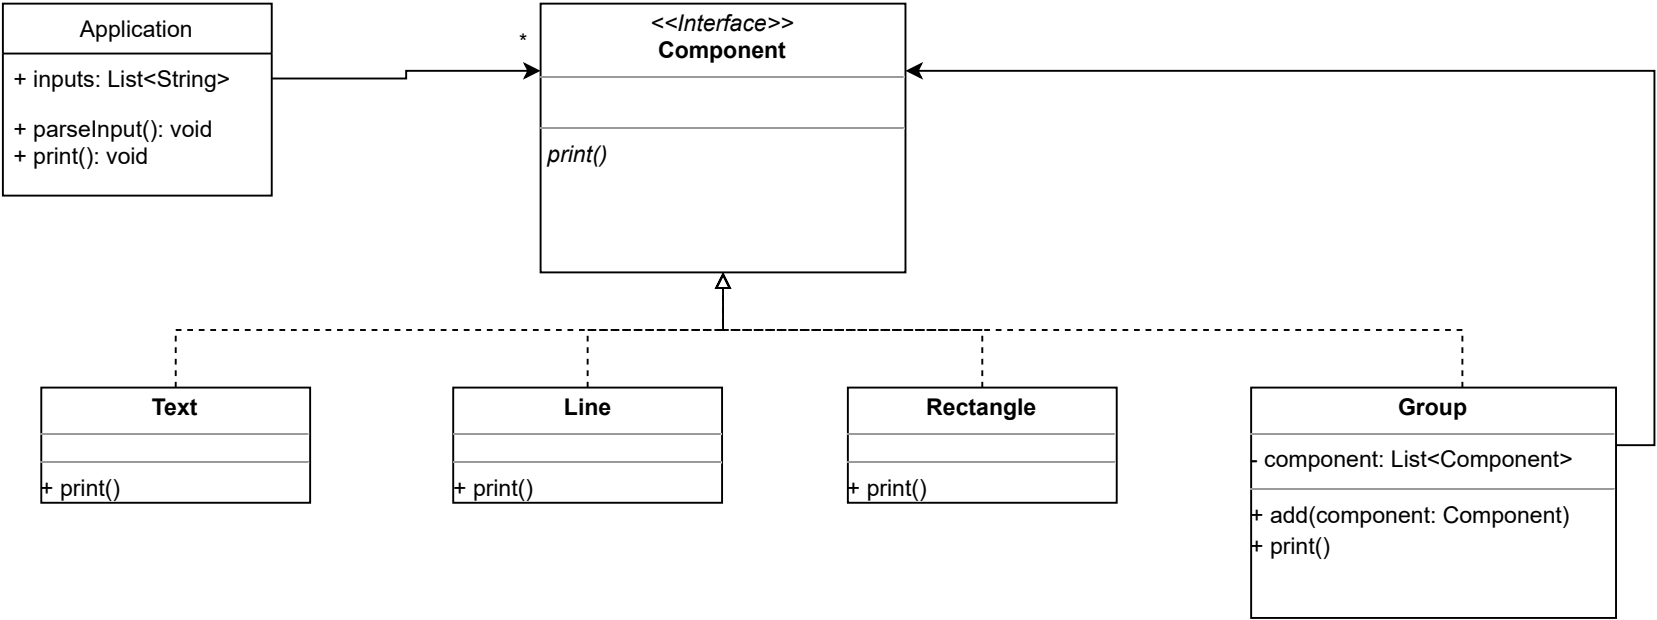 Application
+ inputs: List<String>
+ parseInput(): void
+ print(): void
*
<<Interface>>
Component
print()
Text
+ print()
Line
+ print()
Rectangle
+ print()
Group
- component: List<Component>
+ add(component: Component)
+ print()